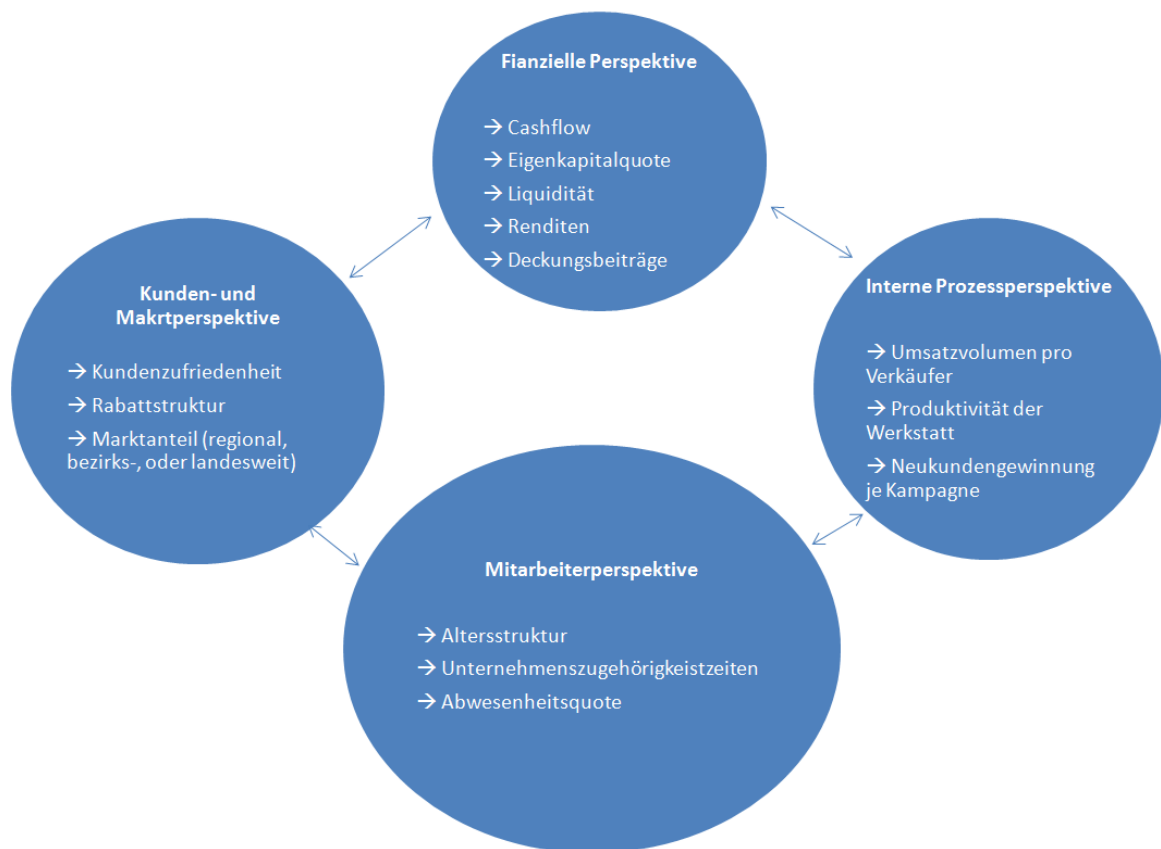 Fianzielle Perspektive
→ Cashflow
→ Eigenkapitalquote
→ Liquidität
→ Renditen
→ Deckungsbeiträge
Kunden- und
Makrtperspektive
→ Kundenzufriedenheit
→ Rabattstruktur
→ Marktanteil (regional,
bezirks-, oder landesweit)
Interne Prozessperspektive
→ Umsatzvolumen pro
Verkäufer
→ Produktivität der
Werkstatt
→ Neukundengewinnung
je Kampagne
Mitarbeiterperspektive
→ Altersstruktur
→ Unternehmenszugehörigkeistzeiten
→ Abwesenheitsquote